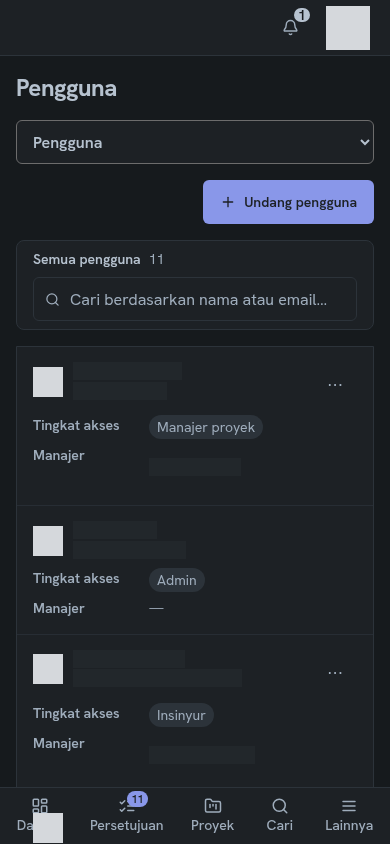 1
Pengguna
Pengguna
Undang pengguna
Semua pengguna 11
Cari berdasarkan nama atau email...
Tingkat akses Manajer proyek
Manajer
Tingkat akses Admin
Manajer —
Tingkat akses Insinyur
Manajer
11
Persetujuan Proyek Cari Lainnya